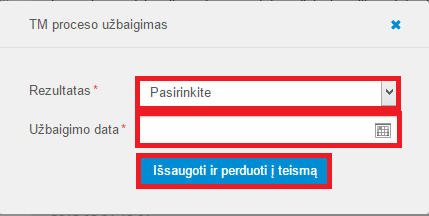 TM proceso užbaigimas
Rezultatas * Pasirinkite
Užbaigimo data *
Išsaugoti ir perduoti į teismą